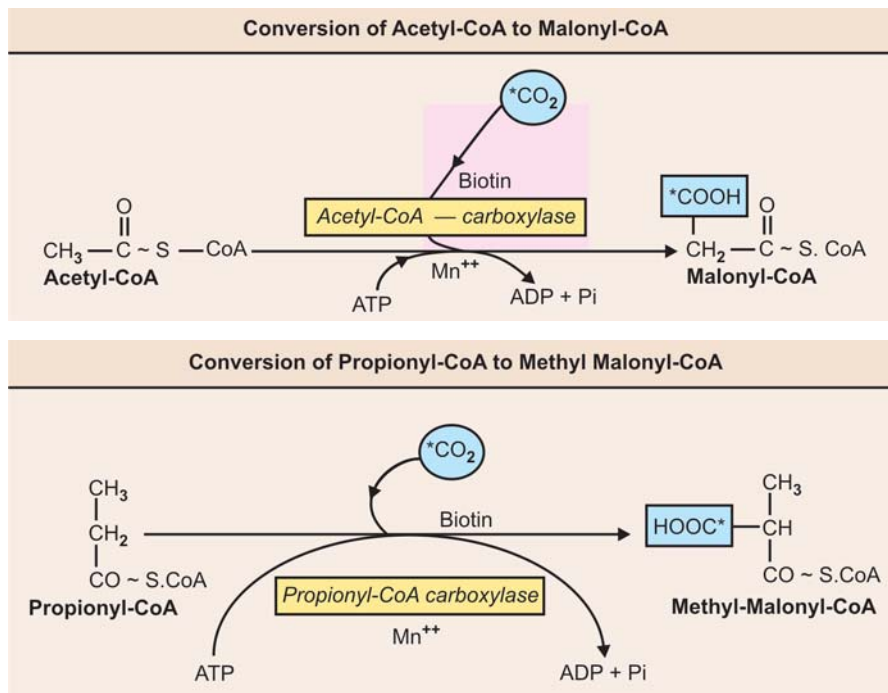 Conversion of Acetyl-CoA to Malonyl-CoA
*CO₂
Biotin
Acetyl-CoA — carboxylase
*COOH
O
O
CH₃ — C ~ S — CoA
CH₂ — C ~ S. CoA
Mn⁺⁺
Acetyl-CoA
Malonyl-CoA
ATP
ADP + Pi
Conversion of Propionyl-CoA to Methyl Malonyl-CoA
*CO₂
CH₃
CH₃
Biotin
CH₂
HOOC* — CH
CO ~ S.CoA
CO ~ S.CoA
Propionyl-CoA carboxylase
Propionyl-CoA
Methyl-Malonyl-CoA
Mn⁺⁺
ATP
ADP + Pi